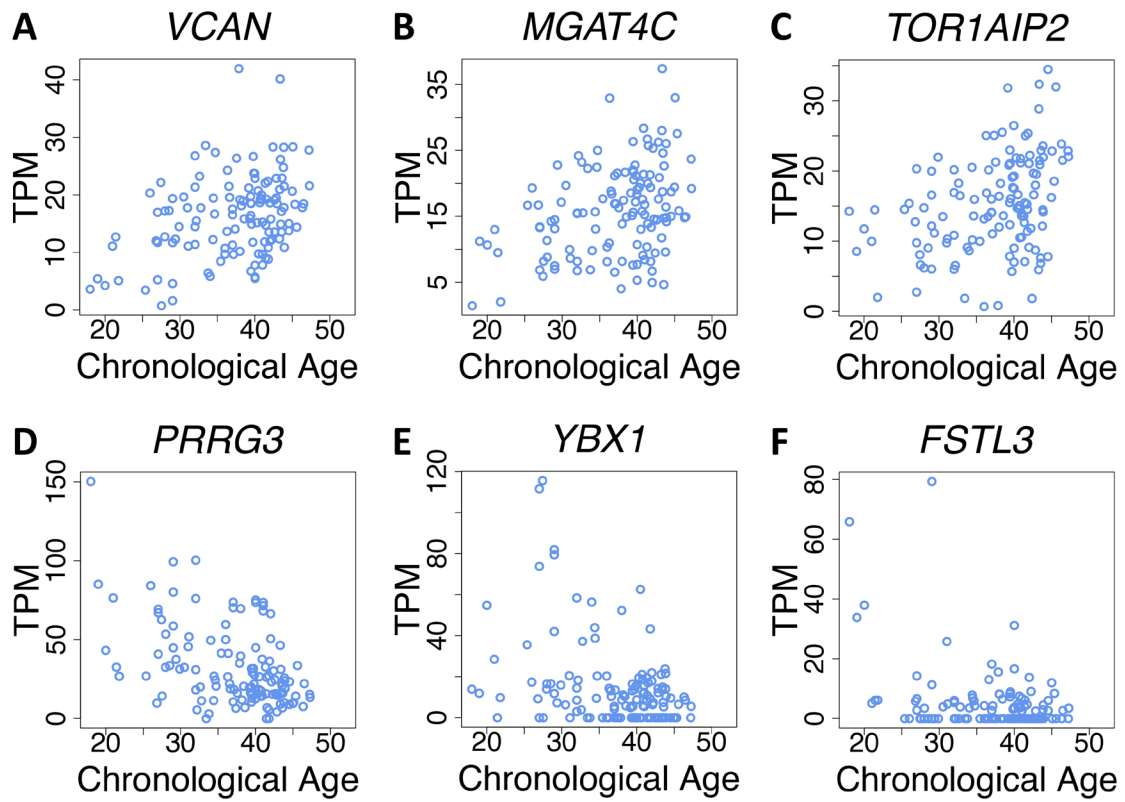 A VCAN
TPM
40
30
20
10
0
20 30 40 50
Chronological Age
B MGAT4C
TPM
35
25
15
5
20 30 40 50
Chronological Age
C TOR1AIP2
TPM
30
20
10
0
20 30 40 50
Chronological Age
D PRRG3
TPM
150
100
50
0
20 30 40 50
Chronological Age
E YBX1
TPM
120
80
40
0
20 30 40 50
Chronological Age
F FSTL3
TPM
80
60
40
20
0
20 30 40 50
Chronological Age